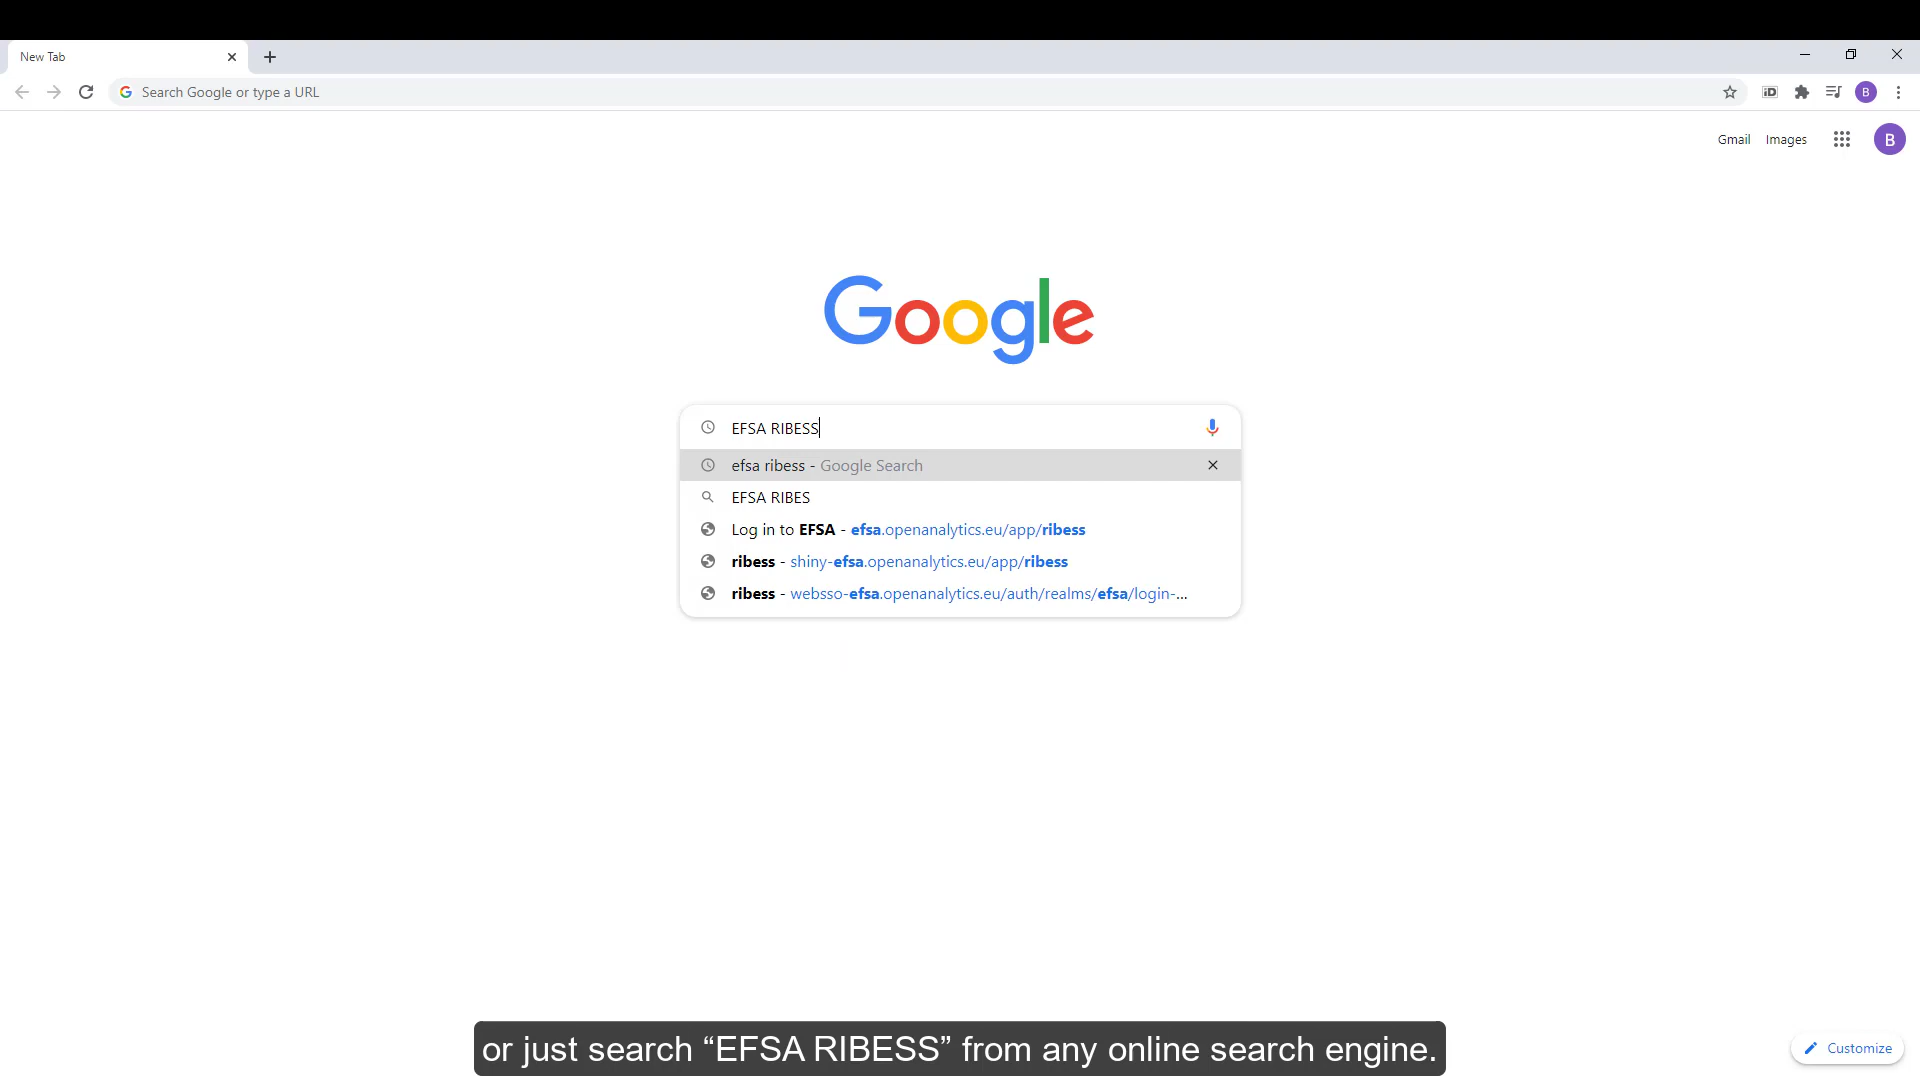 New Tab
Search Google or type a URL
iD
B
Gmail Images
B
Google
EFSA RIBESS
efsa ribess - Google Search
EFSA RIBES
Log in to EFSA - efsa.openanalytics.eu/app/ribess
ribess - shiny-efsa.openanalytics.eu/app/ribess
ribess - websso-efsa.openanalytics.eu/auth/realms/efsa/login-...
or just search “EFSA RIBESS” from any online search engine.
Customize